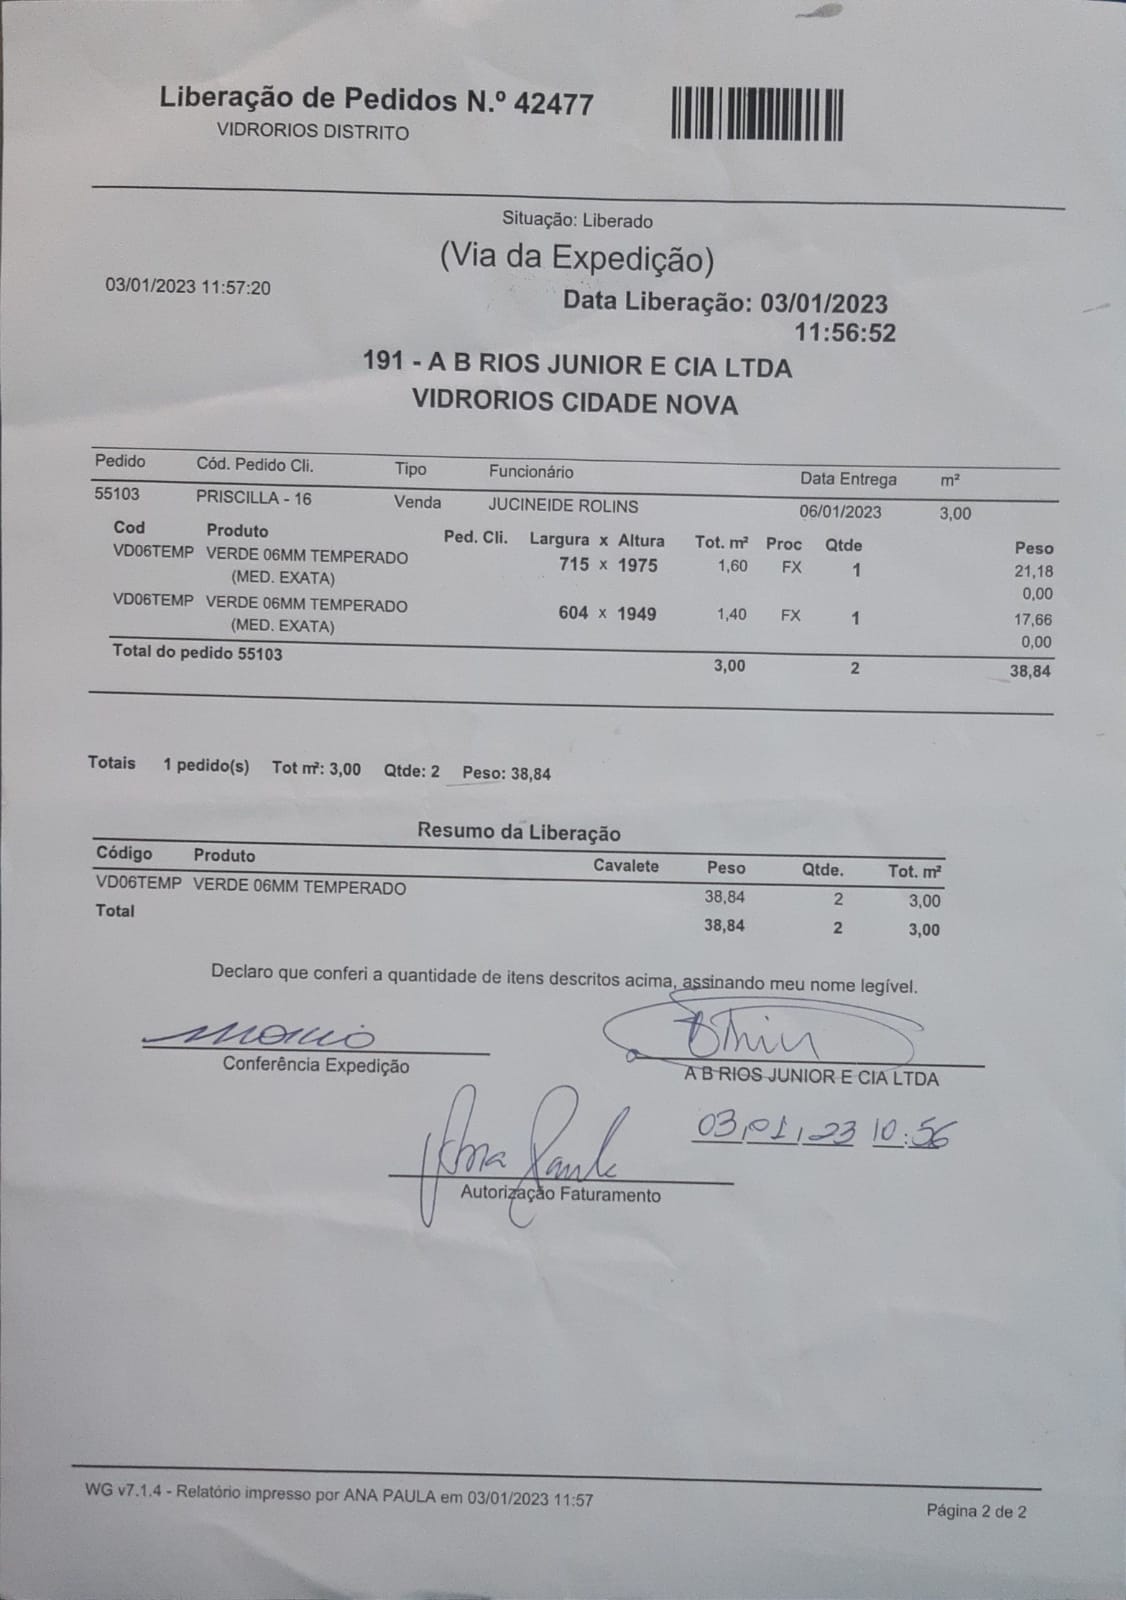 Liberação de Pedidos N.º 42477
VIDRORIOS DISTRITO
Situação: Liberado
(Via da Expedição)
03/01/2023 11:57:20
Data Liberação: 03/01/2023
11:56:52
191 - A B RIOS JUNIOR E CIA LTDA
VIDRORIOS CIDADE NOVA
Pedido Cód. Pedido Cli. Tipo Funcionário Data Entrega m²
55103 PRISCILLA - 16 Venda JUCINEIDE ROLINS 06/01/2023 3,00
Cod Produto Ped. Cli. Largura x Altura Tot. m² Proc Qtde Peso
VD06TEMP VERDE 06MM TEMPERADO 715 x 1975 1,60 FX 1 21,18
(MED. EXATA) 0,00
VD06TEMP VERDE 06MM TEMPERADO 604 x 1949 1,40 FX 1 17,66
(MED. EXATA) 0,00
Total do pedido 55103 3,00 2 38,84
Totais 1 pedido(s) Tot m²: 3,00 Qtde: 2 Peso: 38,84
Resumo da Liberação
Código Produto Cavalete Peso Qtde. Tot. m²
VD06TEMP VERDE 06MM TEMPERADO 38,84 2 3,00
Total 38,84 2 3,00
Declaro que conferi a quantidade de itens descritos acima, assinando meu nome legível.
Conferência Expedição
A B RIOS JUNIOR E CIA LTDA
03/01/23 10:56
Ana Paula
Autorização Faturamento
WG v7.1.4 - Relatório impresso por ANA PAULA em 03/01/2023 11:57
Página 2 de 2